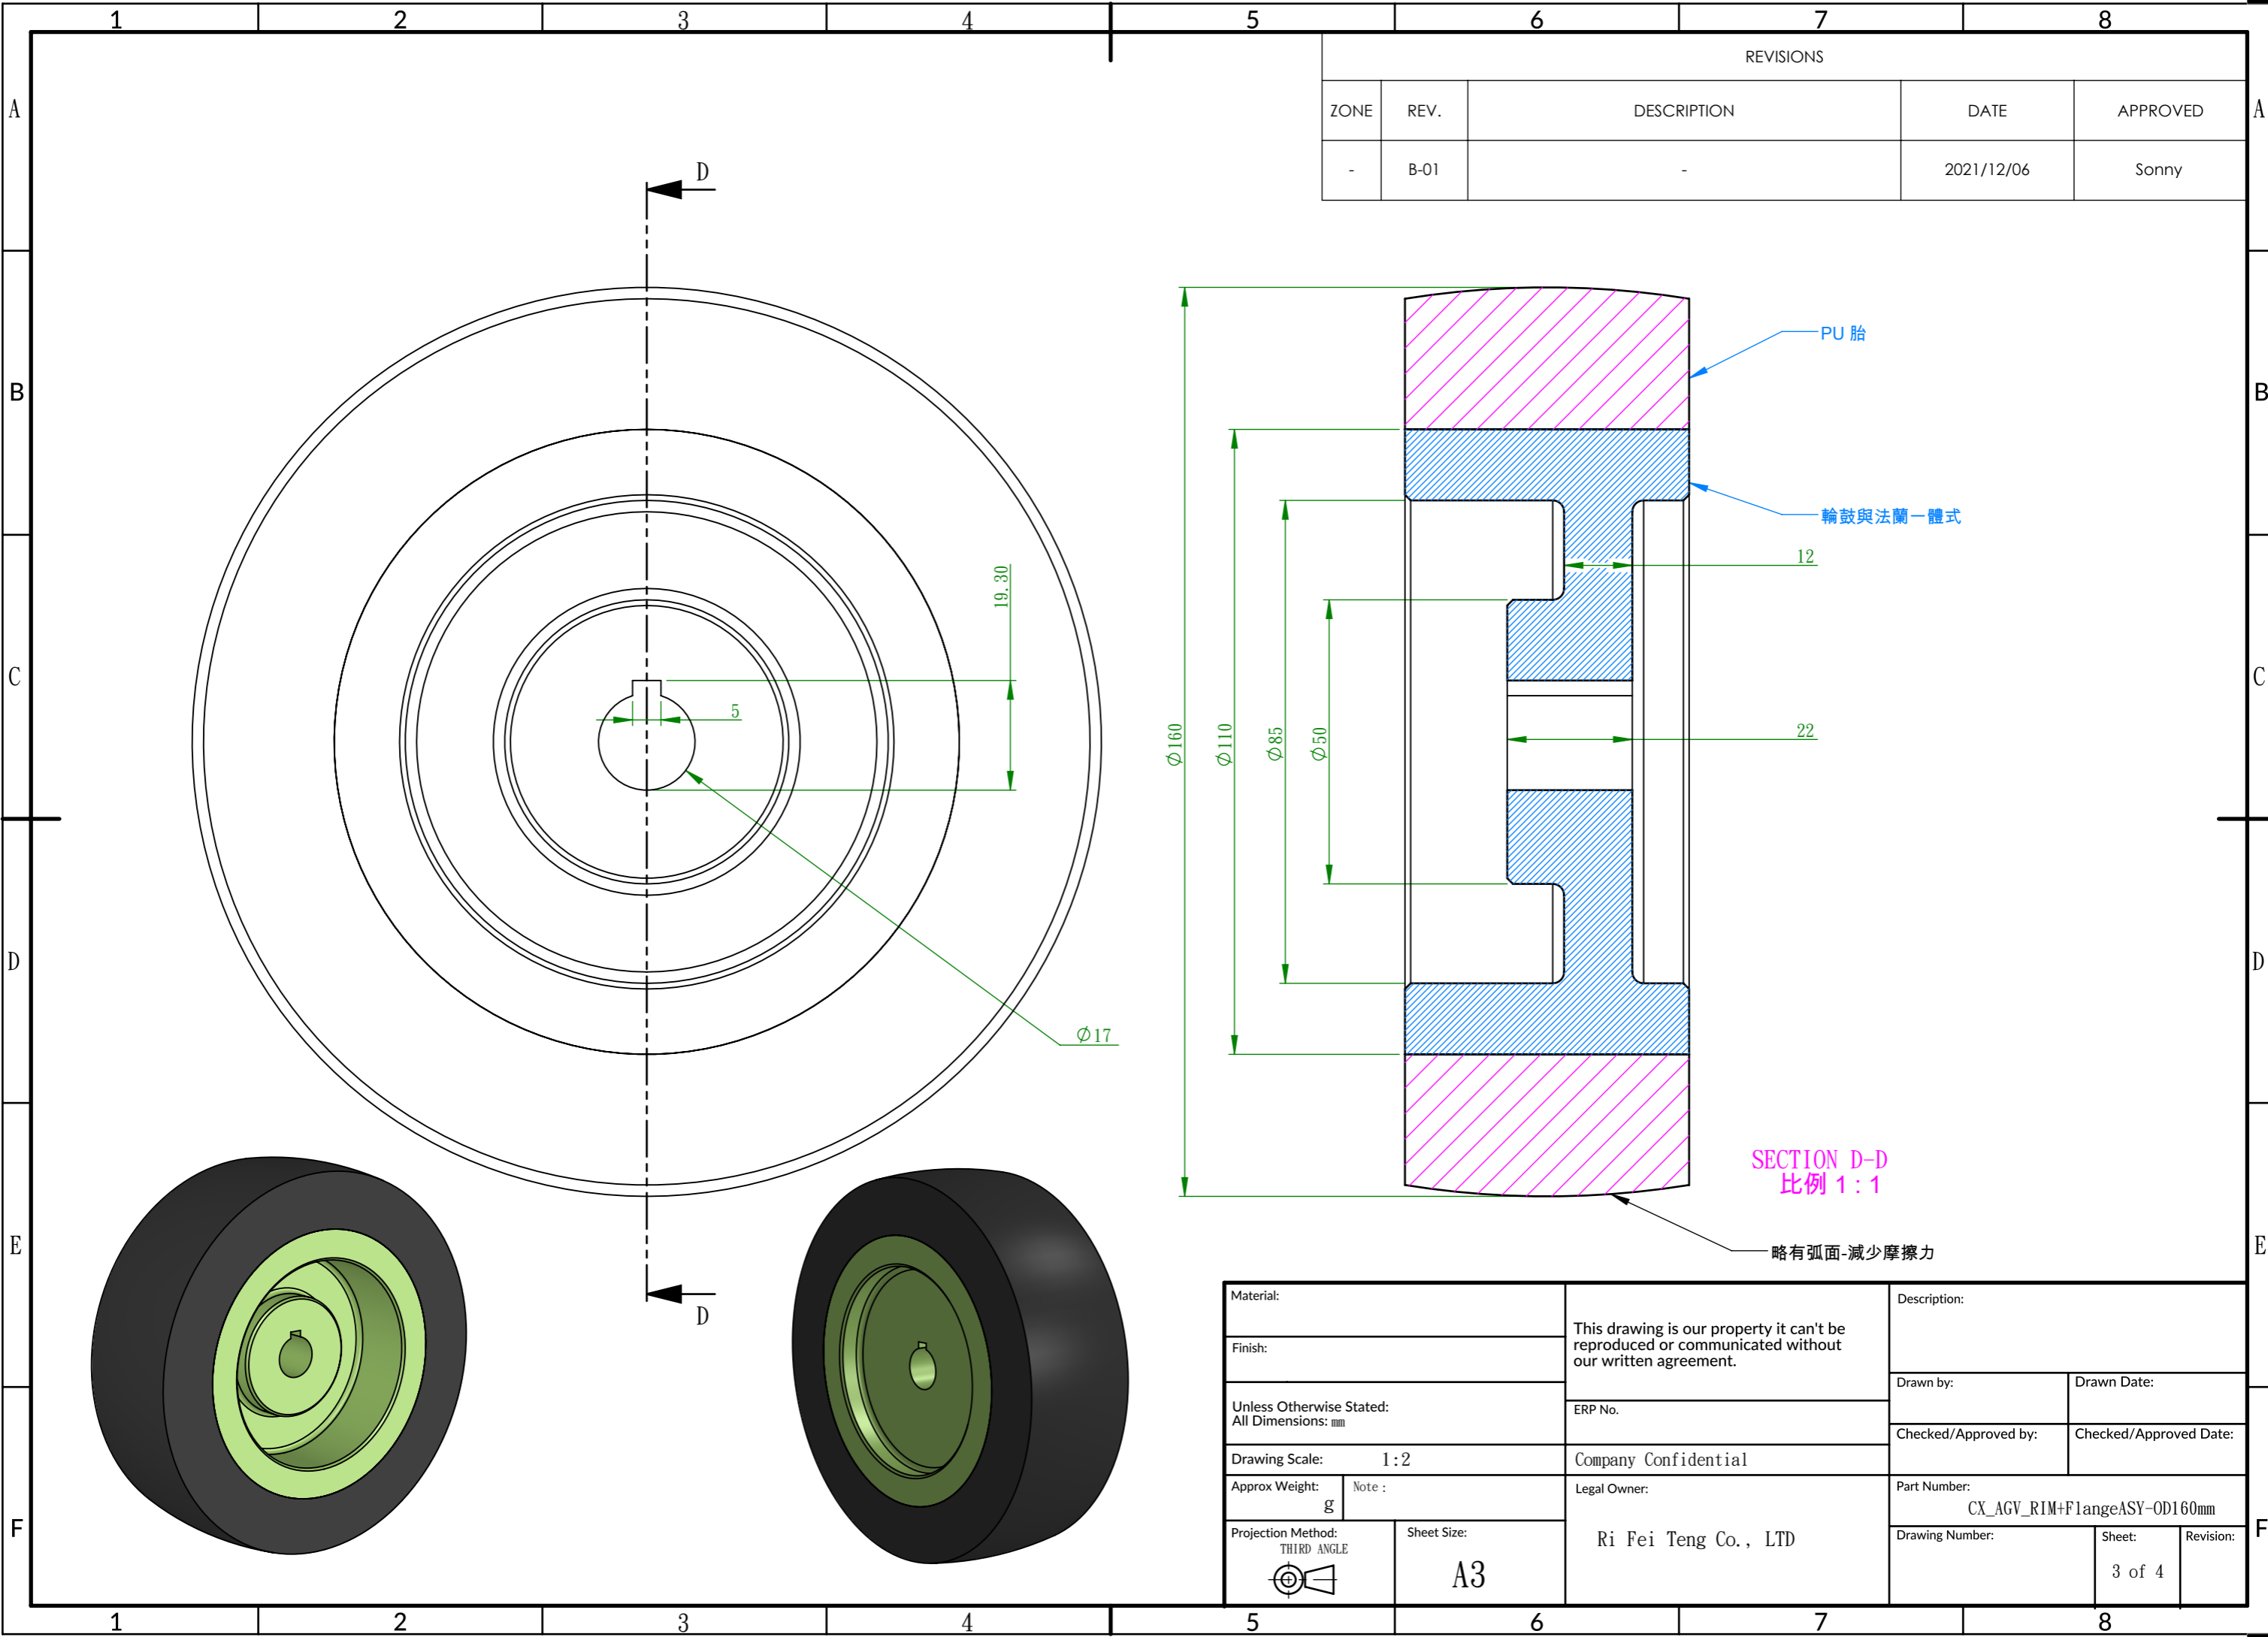 1 2 3 4 5 6 7 8
REVISIONS
ZONE REV. DESCRIPTION DATE APPROVED
- B-01 - 2021/12/06 Sonny
A A
B B
C C
D D
E E
F F
D
D
19.30
5
Ø17
Ø160
Ø110
Ø85
Ø50
12
22
PU 胎
輪鼓與法蘭一體式
SECTION D-D
比例 1 : 1
略有弧面-減少摩擦力
Material:
Finish:
Unless Otherwise Stated:
All Dimensions: mm
Drawing Scale: 1:2
Approx Weight: g
Note :
Projection Method:
THIRD ANGLE
Sheet Size:
A3
This drawing is our property it can't be
reproduced or communicated without
our written agreement.
ERP No.
Company Confidential
Legal Owner:
Ri Fei Teng Co., LTD
Description:
Drawn by: Drawn Date:
Checked/Approved by: Checked/Approved Date:
Part Number:
CX_AGV_RIM+FlangeASY-OD160mm
Drawing Number: Sheet: Revision:
3 of 4
1 2 3 4 5 6 7 8